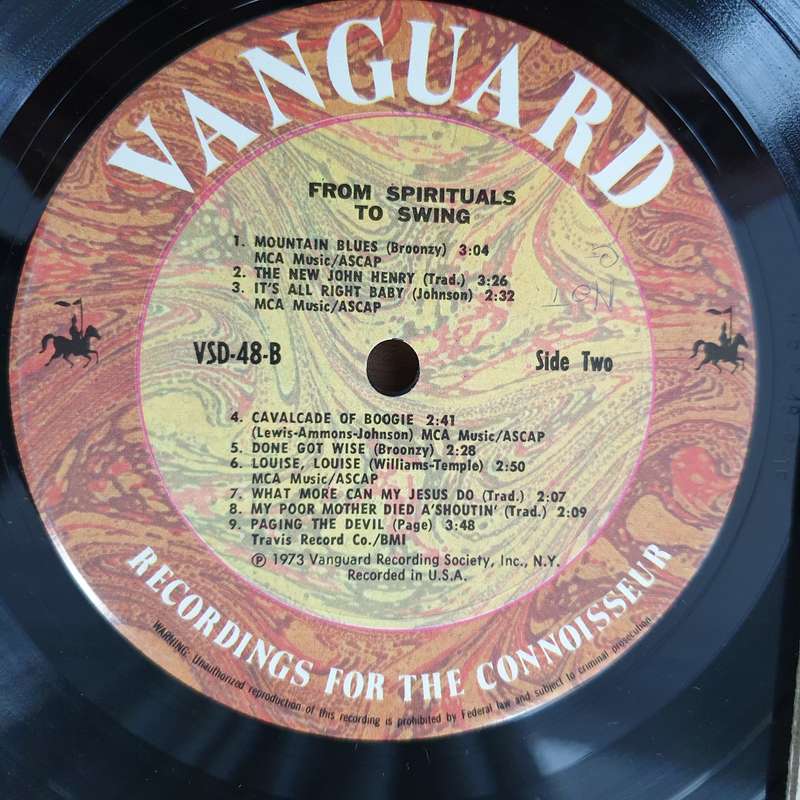 VANGUARD
FROM SPIRITUALS
TO SWING
1. MOUNTAIN BLUES (Broonzy) 3:04
MCA Music/ASCAP
2. THE NEW JOHN HENRY (Trad.) 3:26
3. IT'S ALL RIGHT BABY (Johnson) 2:32
MCA Music/ASCAP
VSD-48-B
Side Two
4. CAVALCADE OF BOOGIE 2:41
(Lewis-Ammons-Johnson) MCA Music/ASCAP
5. DONE GOT WISE (Broonzy) 2:28
6. LOUISE, LOUISE (Williams-Temple) 2:50
MCA Music/ASCAP
7. WHAT MORE CAN MY JESUS DO (Trad.) 2:07
8. MY POOR MOTHER DIED A'SHOUTIN' (Trad.) 2:09
9. PAGING THE DEVIL (Page) 3:48
Travis Record Co./BMI
℗ 1973 Vanguard Recording Society, Inc., N.Y.
Recorded in U.S.A.
RECORDINGS FOR THE CONNOISSEUR
WARNING: Unauthorized reproduction of this recording is prohibited by Federal law and subject to criminal prosecution